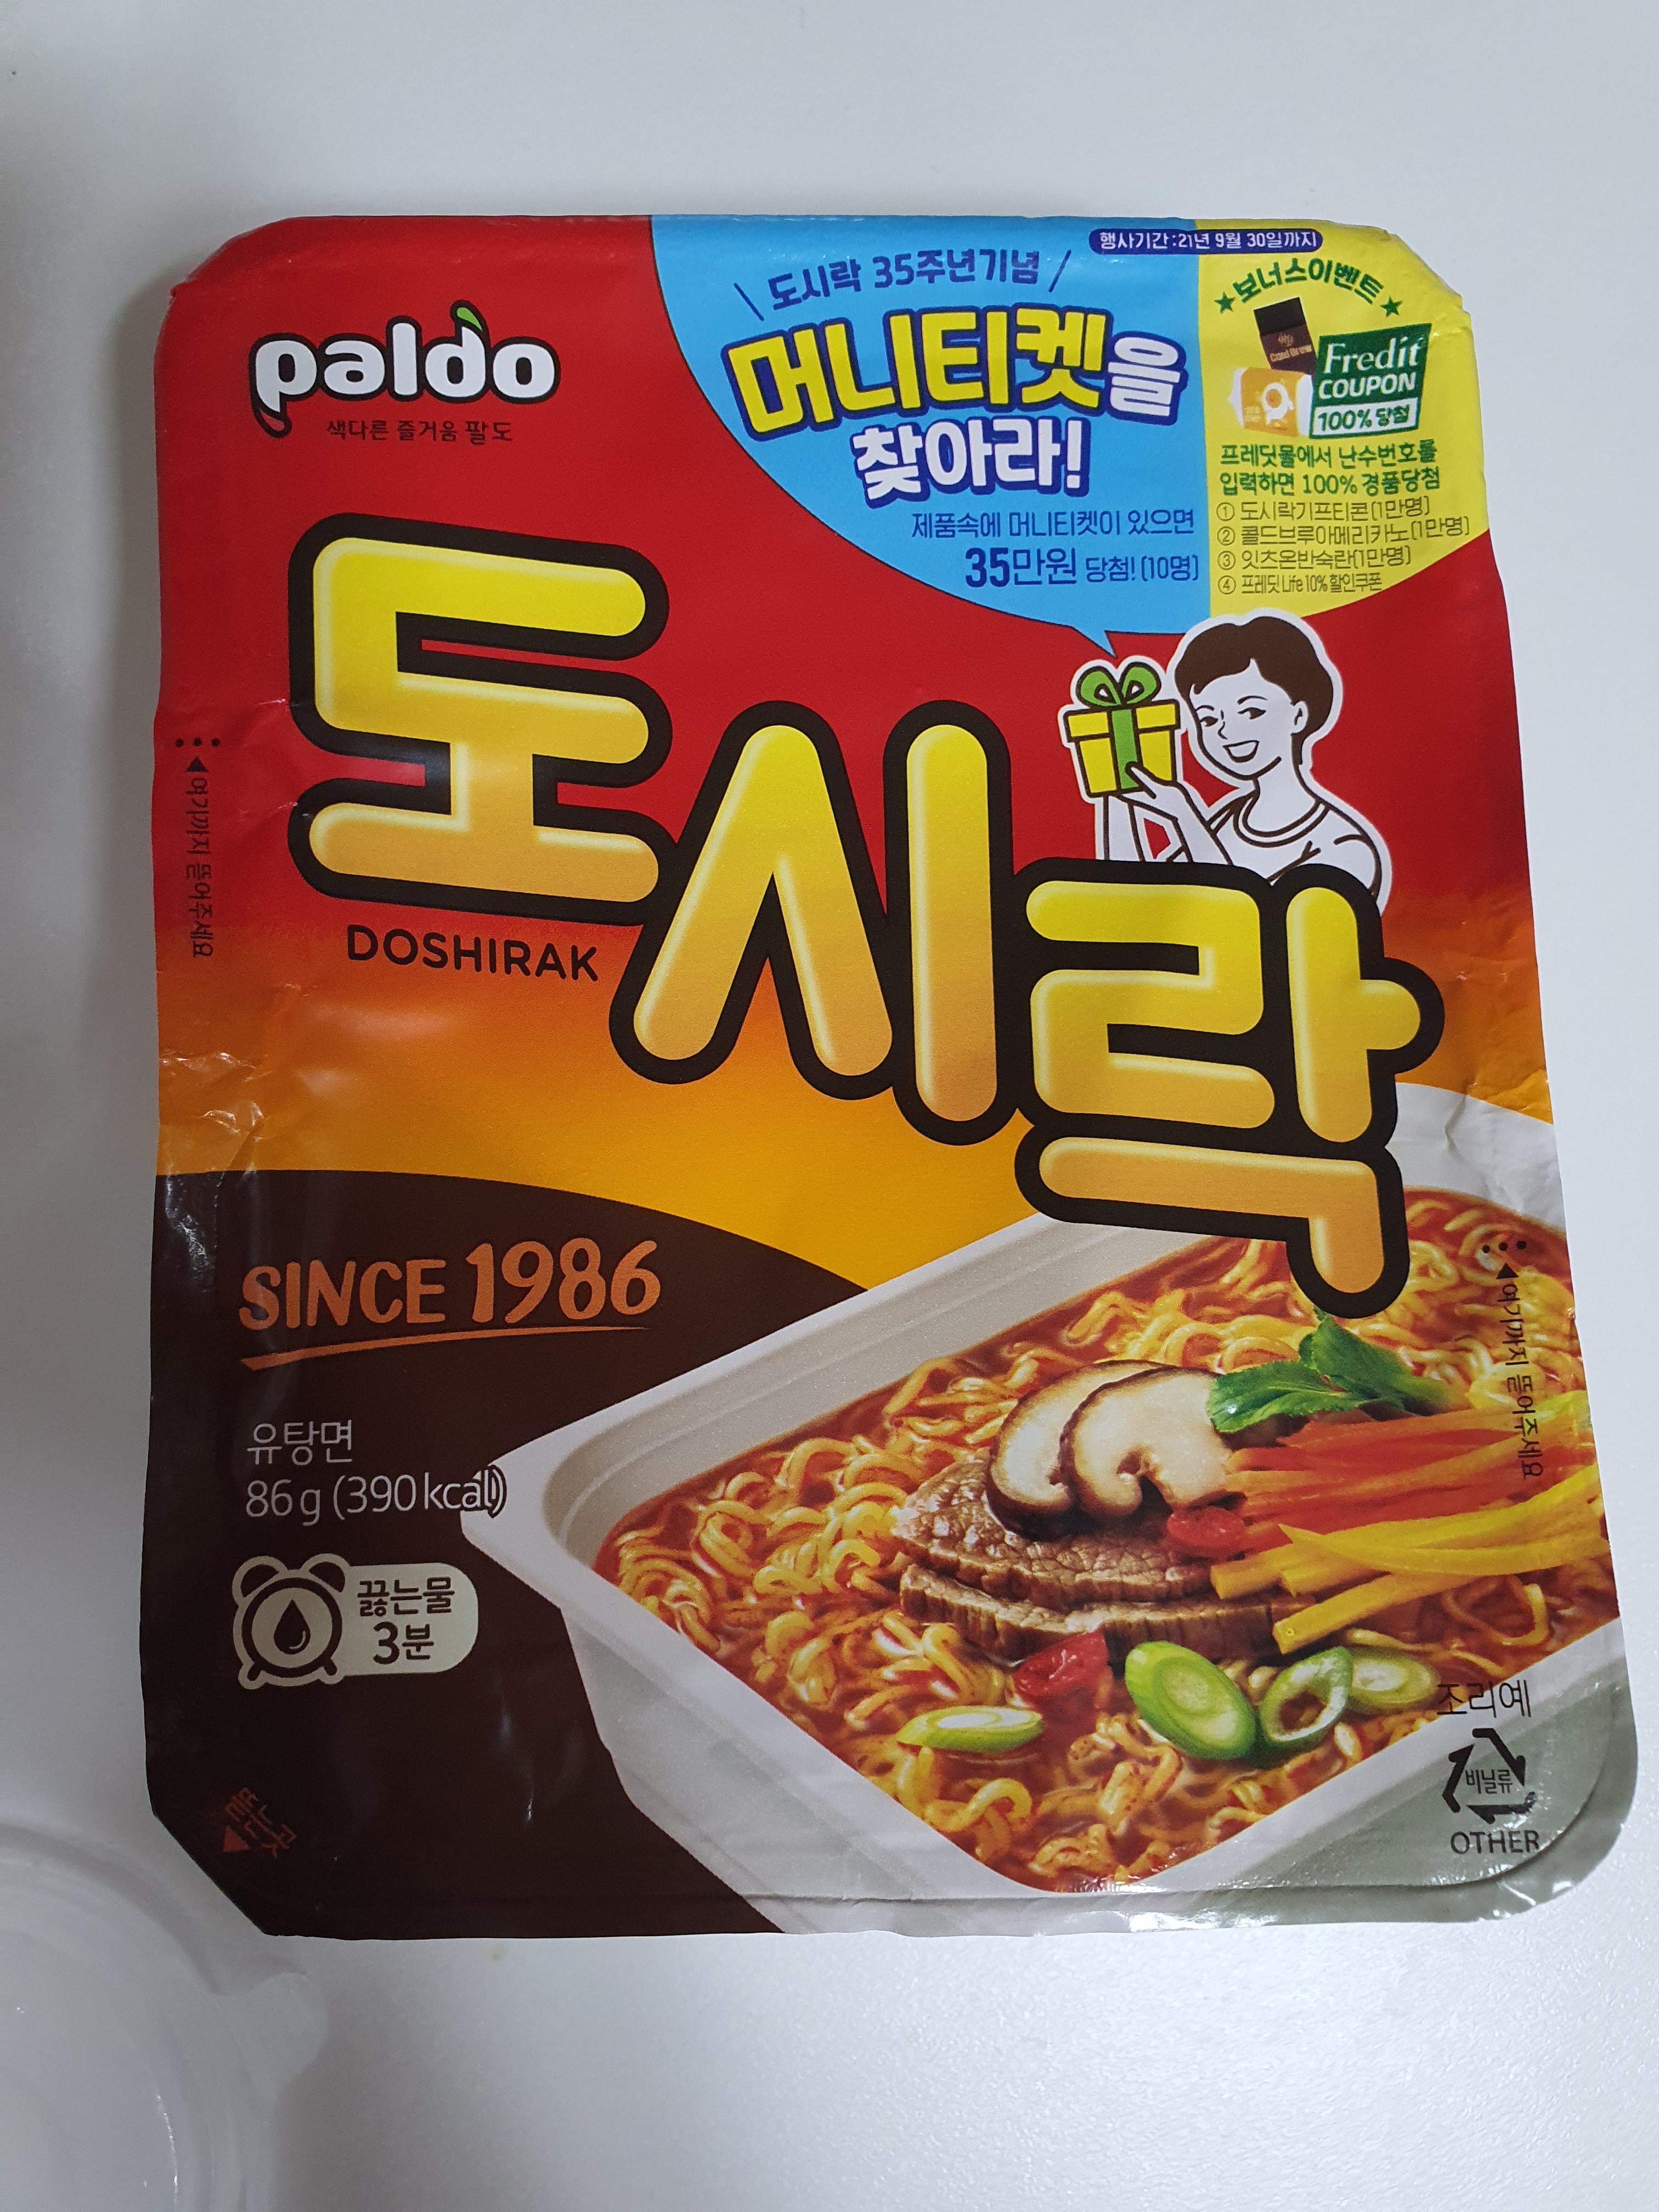 paldo
색다른 즐거움 팔도
행사기간:21년 9월 30일까지
도시락 35주년기념
머니티켓을
찾아라!
제품속에 머니티켓이 있으면
35만원 당첨! (10명)
보너스이벤트
Cold Brew
Fredit
COUPON
100% 당첨
프레딧몰에서 난수번호를
입력하면 100% 경품당첨
① 도시락기프티콘(1만명)
② 콜드브루아메리카노(1만명)
③ 잇츠온반숙란(1만명)
④ 프레딧 Life 10% 할인쿠폰
도시락
DOSHIRAK
여기까지 뜯어주세요
SINCE 1986
유탕면
86 g (390 kcal)
끓는물
3분
여기까지 뜯어주세요
조리예
비닐류
OTHER
뜯는곳